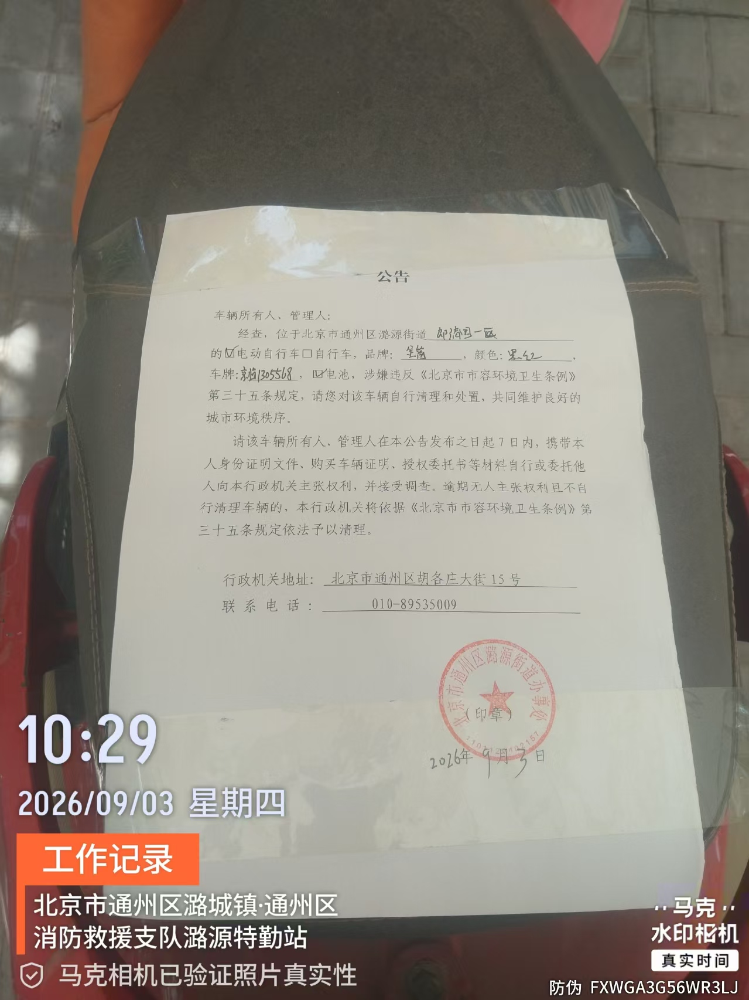 公告
车辆所有人、管理人：
经查，位于北京市通州区潞源街道 郎清园一区
的☑电动自行车□自行车，品牌： ，颜色：黑红，
车牌：京临1305568，☑电池，涉嫌违反《北京市市容环境卫生条例》
第三十五条规定，请您对该车辆自行清理和处置，共同维护良好的
城市环境秩序。
请该车辆所有人、管理人在本公告发布之日起7日内，携带本
人身份证明文件、购买车辆证明、授权委托书等材料自行或委托他
人向本行政机关主张权利，并接受调查。逾期无人主张权利且不自
行清理车辆的，本行政机关将依据《北京市市容环境卫生条例》第
三十五条规定依法予以清理。
行政机关地址： 北京市通州区胡各庄大街15号
联系电话： 010-89535009
北京市通州区潞源街道办事处
（印章）
2026年9月3日
10:29
2026/09/03 星期四
工作记录
北京市通州区潞城镇·通州区
消防救援支队潞源特勤站
马克相机已验证照片真实性
马克
水印相机
真实时间
防伪 FXWGA3G56WR3LJ